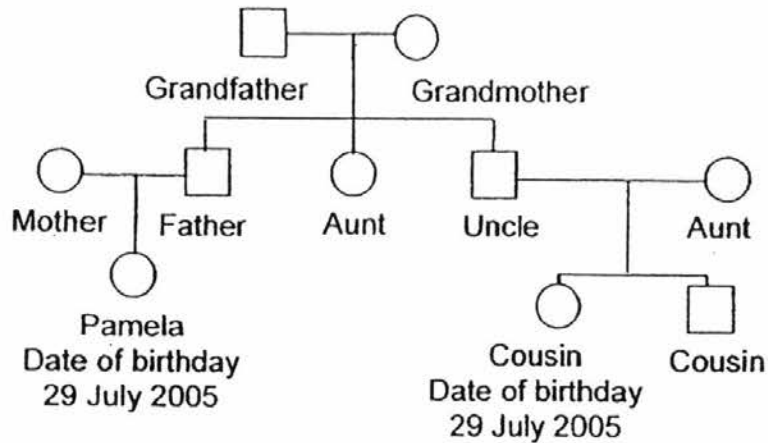 Grandfather Grandmother
Mother Father Aunt Uncle Aunt
Pamela
Date of birthday
29 July 2005
Cousin Cousin
Date of birthday
29 July 2005